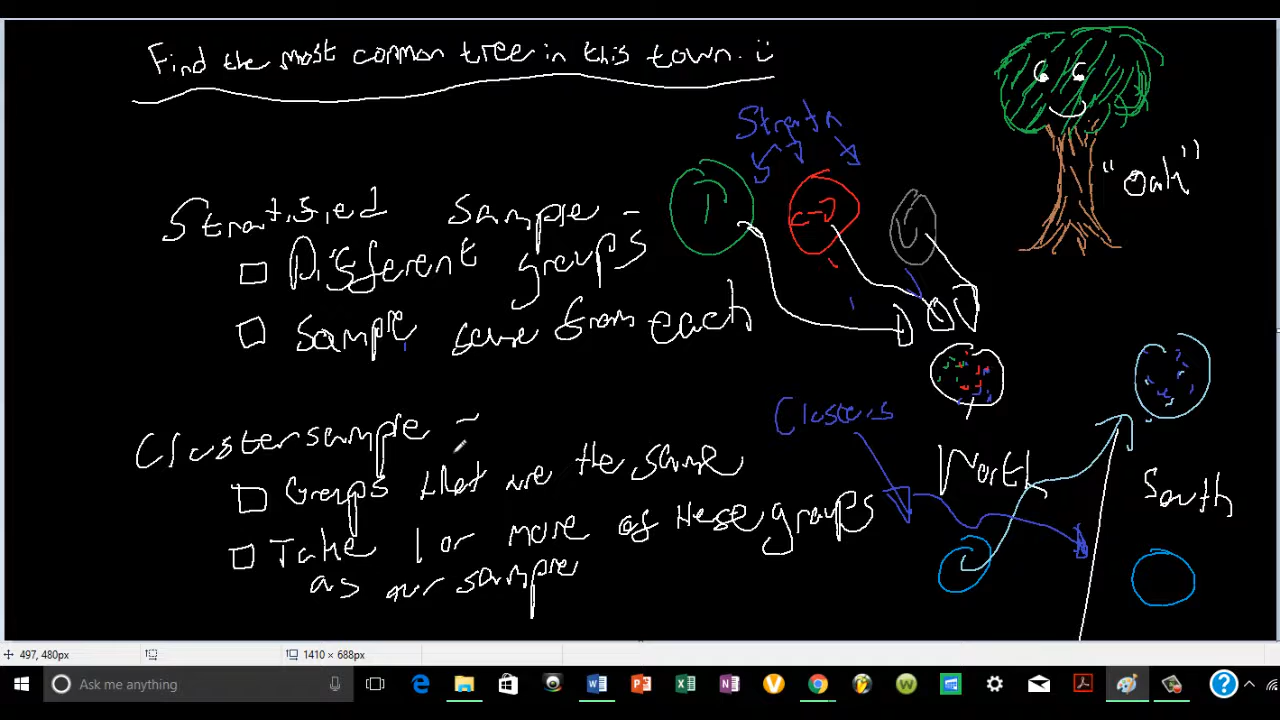 Find the most common tree in this town. ü
Strata
"Oak"
Stratified sample -
Different groups
Sample some from each
Cluster sample -
Groups that are the same
Take 1 or more of these groups
as our sample
Clusters
North
South
497, 480px
1410 × 688px
Ask me anything